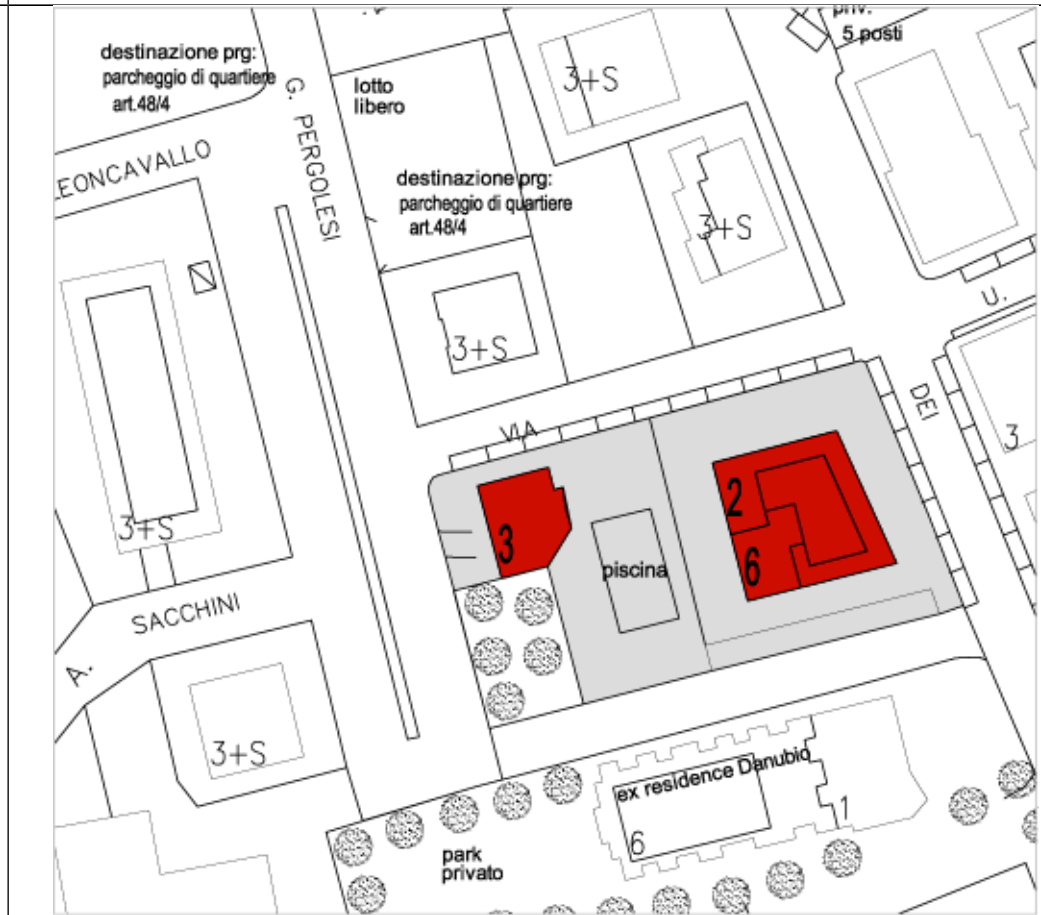 priv.
5 posti
destinazione prg:
parcheggio di quartiere
art.48/4
G. PERGOLESI
lotto
libero
3+S
LEONCAVALLO
destinazione prg:
parcheggio di quartiere
art.48/4
3+S
U.
3+S
DEI
VIA
3
2
3+S
3
6
piscina
SACCHINI
A.
3+S
ex residence Danubio
1
6
park
privato